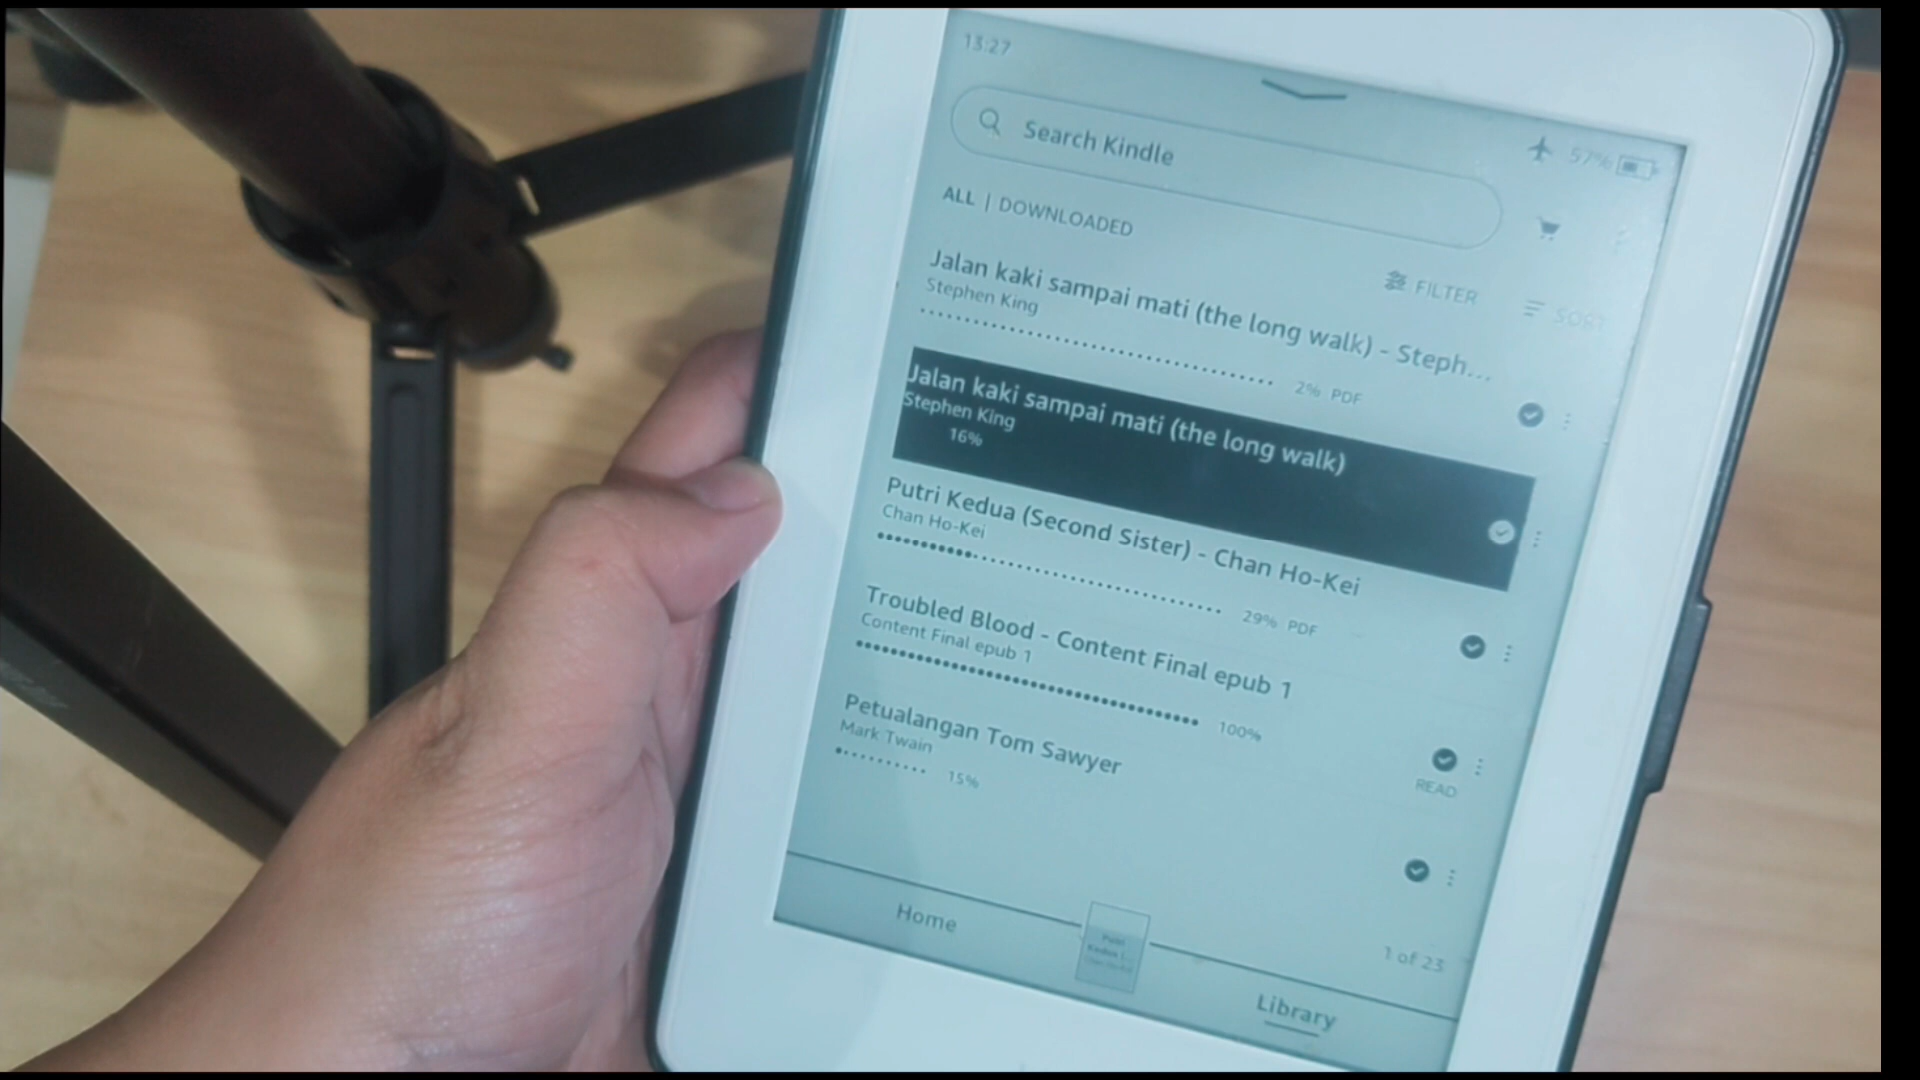 13:27
57%
Search Kindle
ALL | DOWNLOADED
FILTER
SORT
Jalan kaki sampai mati (the long walk) - Steph...
Stephen King
2% PDF
Jalan kaki sampai mati (the long walk)
Stephen King
16%
Putri Kedua (Second Sister) - Chan Ho-Kei
Chan Ho-Kei
29% PDF
Troubled Blood - Content Final epub 1
Content Final epub 1
100%
READ
Petualangan Tom Sawyer
Mark Twain
15%
1 of 23
Home
Putri
Kedua (...
Library